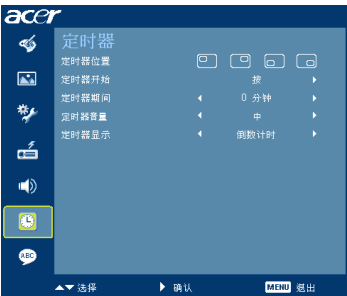 acer
定时器
定时器位置
定时器开始 按
定时器期间 0 分钟
定时器音量 中
定时器显示 倒数计时
ABC
选择 确认 MENU 退出